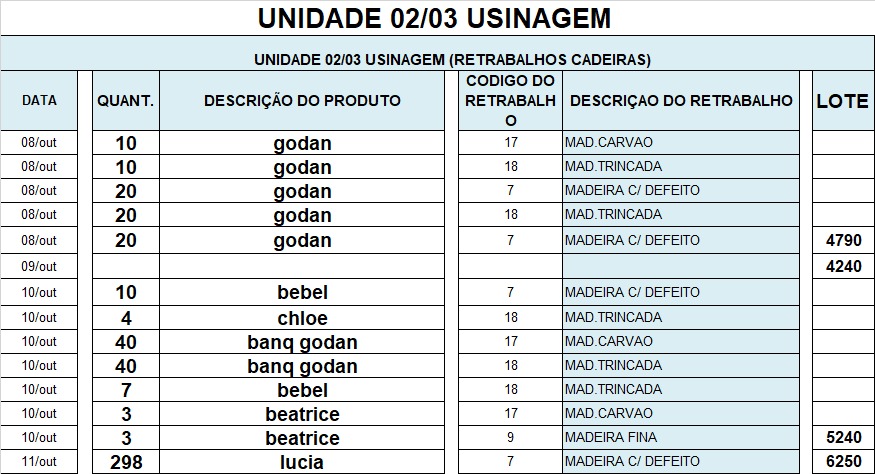 UNIDADE 02/03 USINAGEM
UNIDADE 02/03 USINAGEM (RETRABALHOS CADEIRAS)
DATA QUANT. DESCRIÇÃO DO PRODUTO CODIGO DO RETRABALHO DESCRIÇAO DO RETRABALHO LOTE
08/out 10 godan 17 MAD.CARVAO
08/out 10 godan 18 MAD.TRINCADA
08/out 20 godan 7 MADEIRA C/ DEFEITO
08/out 20 godan 18 MAD.TRINCADA
08/out 20 godan 7 MADEIRA C/ DEFEITO 4790
09/out 4240
10/out 10 bebel 7 MADEIRA C/ DEFEITO
10/out 4 chloe 18 MAD.TRINCADA
10/out 40 banq godan 17 MAD.CARVAO
10/out 40 banq godan 18 MAD.TRINCADA
10/out 7 bebel 18 MAD.TRINCADA
10/out 3 beatrice 17 MAD.CARVAO
10/out 3 beatrice 9 MADEIRA FINA 5240
11/out 298 lucia 7 MADEIRA C/ DEFEITO 6250